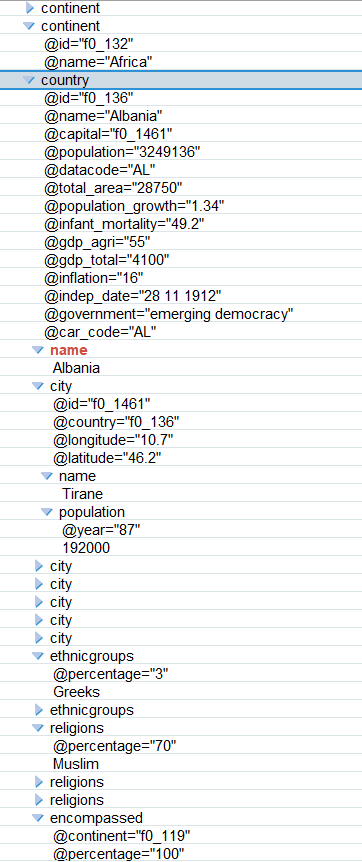 continent
continent
@id="f0_132"
@name="Africa"
country
@id="f0_136"
@name="Albania"
@capital="f0_1461"
@population="3249136"
@datacode="AL"
@total_area="28750"
@population_growth="1.34"
@infant_mortality="49.2"
@gdp_agri="55"
@gdp_total="4100"
@inflation="16"
@indep_date="28 11 1912"
@government="emerging democracy"
@car_code="AL"
name
Albania
city
@id="f0_1461"
@country="f0_136"
@longitude="10.7"
@latitude="46.2"
name
Tirane
population
@year="87"
192000
city
city
city
city
city
ethnicgroups
@percentage="3"
Greeks
ethnicgroups
religions
@percentage="70"
Muslim
religions
religions
encompassed
@continent="f0_119"
@percentage="100"